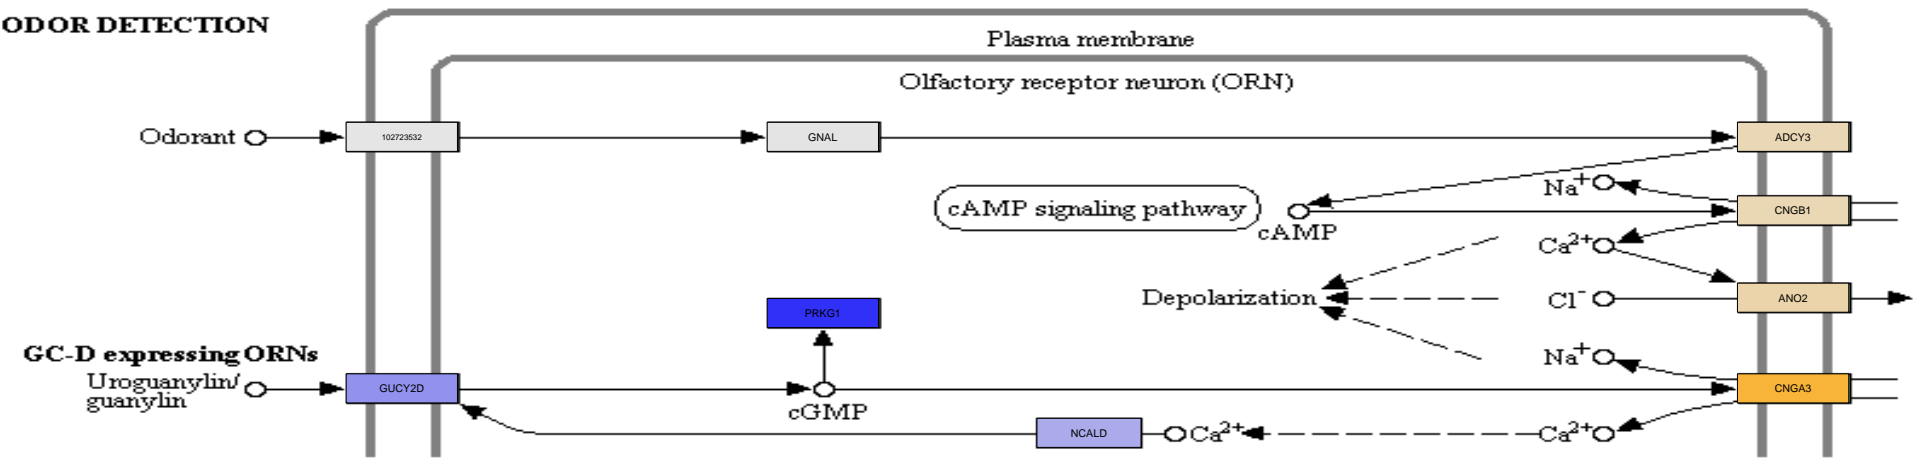 ODOR DETECTION
Plasma membrane
Olfactory receptor neuron (ORN)
Odorant
102723532
GNAL
ADCY3
Na+
cAMP signaling pathway
cAMP
CNGB1
Ca2+
Depolarization
Cl-
ANO2
PRKG1
GC-D expressing ORNs
Uroguanylin/
guanylin
GUCY2D
cGMP
Na+
CNGA3
NCALD
Ca2+
Ca2+